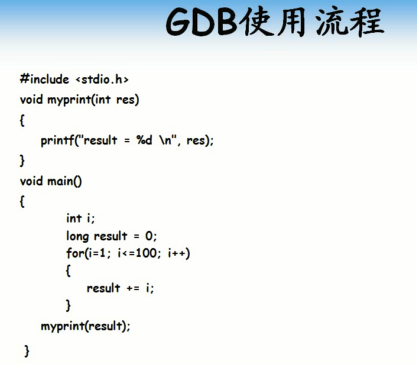 GDB使用流程
#include <stdio.h>
void myprint(int res)
{
printf("result = %d \n", res);
}
void main()
{
int i;
long result = 0;
for(i=1; i<=100; i++)
{
result += i;
}
myprint(result);
}